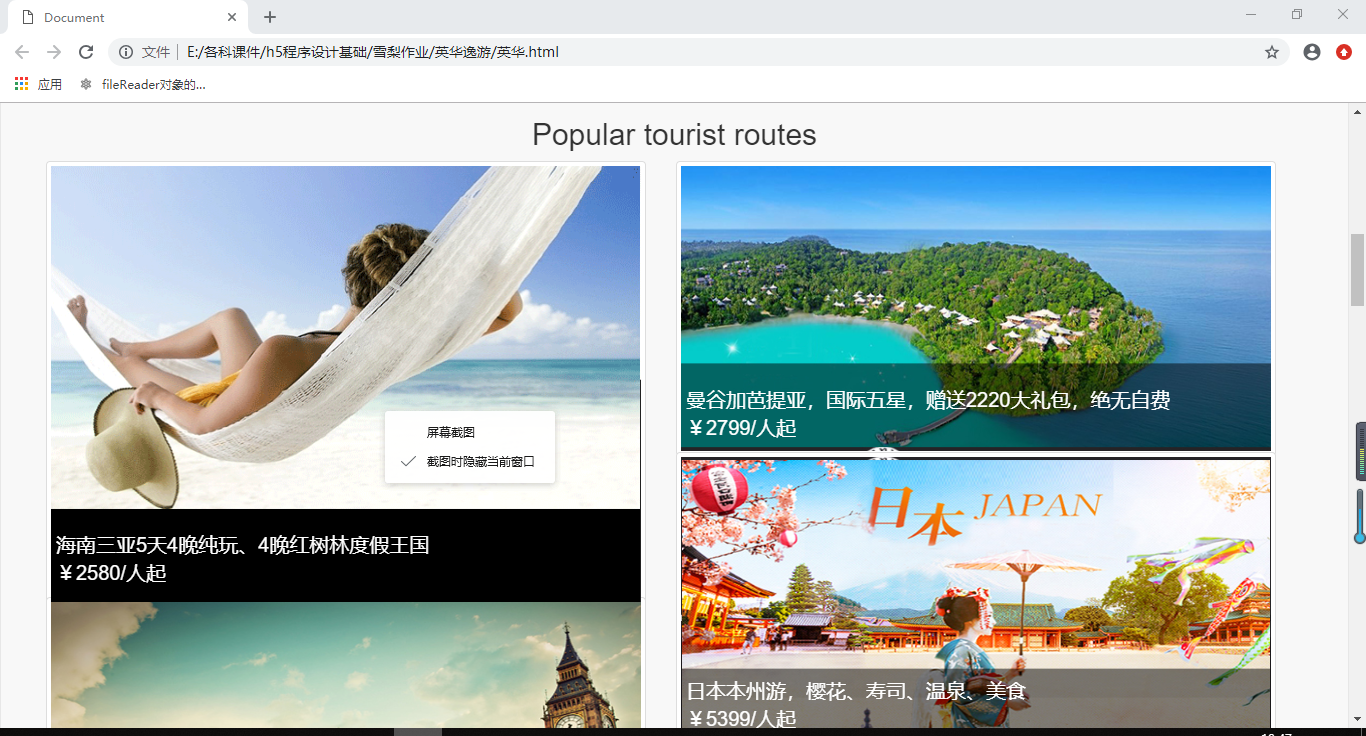 Document
文件
E:/各科课件/h5程序设计基础/雪梨作业/英华逸游/英华.html
应用
fileReader对象的...
Popular tourist routes
屏幕截图
截图时隐藏当前窗口
海南三亚5天4晚纯玩、4晚红树林度假王国
￥2580/人起
曼谷加芭提亚，国际五星，赠送2220大礼包，绝无自费
￥2799/人起
日本 JAPAN
日本本州游，樱花、寿司、温泉、美食
￥5399/人起